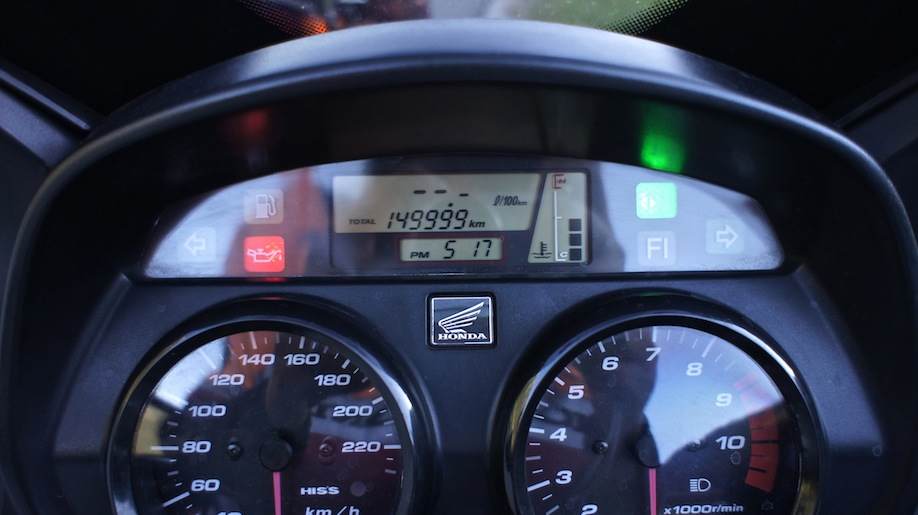 --.-
ℓ/100km
TOTAL 149999 km
H
PM 5 17
C
FI
HONDA
140 160
120 180
100 200
80 220
60
HISS
km/h
7
6 8
5 9
4 10
3
2
x1000r/min